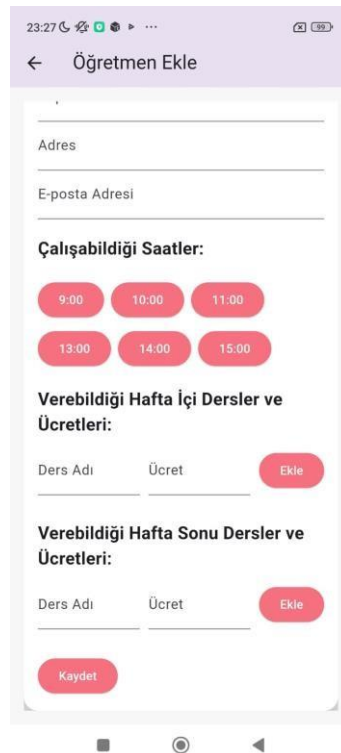 23:27
99
Öğretmen Ekle
Adres
E-posta Adresi
Çalışabildiği Saatler:
9:00 10:00 11:00
13:00 14:00 15:00
Verebildiği Hafta İçi Dersler ve
Ücretleri:
Ders Adı Ücret Ekle
Verebildiği Hafta Sonu Dersler ve
Ücretleri:
Ders Adı Ücret Ekle
Kaydet